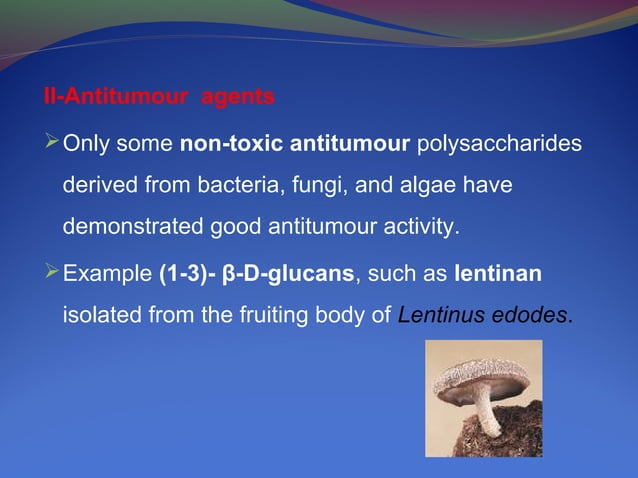 II-Antitumour agents
Only some non-toxic antitumour polysaccharides
derived from bacteria, fungi, and algae have
demonstrated good antitumour activity.
Example (1-3)- β-D-glucans, such as lentinan
isolated from the fruiting body of Lentinus edodes.